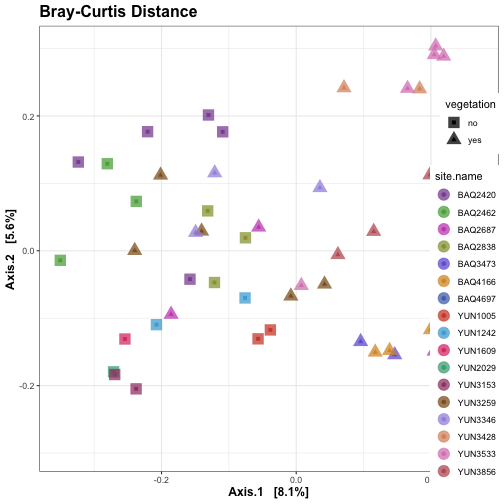 Bray-Curtis Distance
Axis.2 [5.6%]
0.2
0.0
-0.2
-0.2
0.0
0
Axis.1 [8.1%]
vegetation
no
yes
site.name
BAQ2420
BAQ2462
BAQ2687
BAQ2838
BAQ3473
BAQ4166
BAQ4697
YUN1005
YUN1242
YUN1609
YUN2029
YUN3153
YUN3259
YUN3346
YUN3428
YUN3533
YUN3856